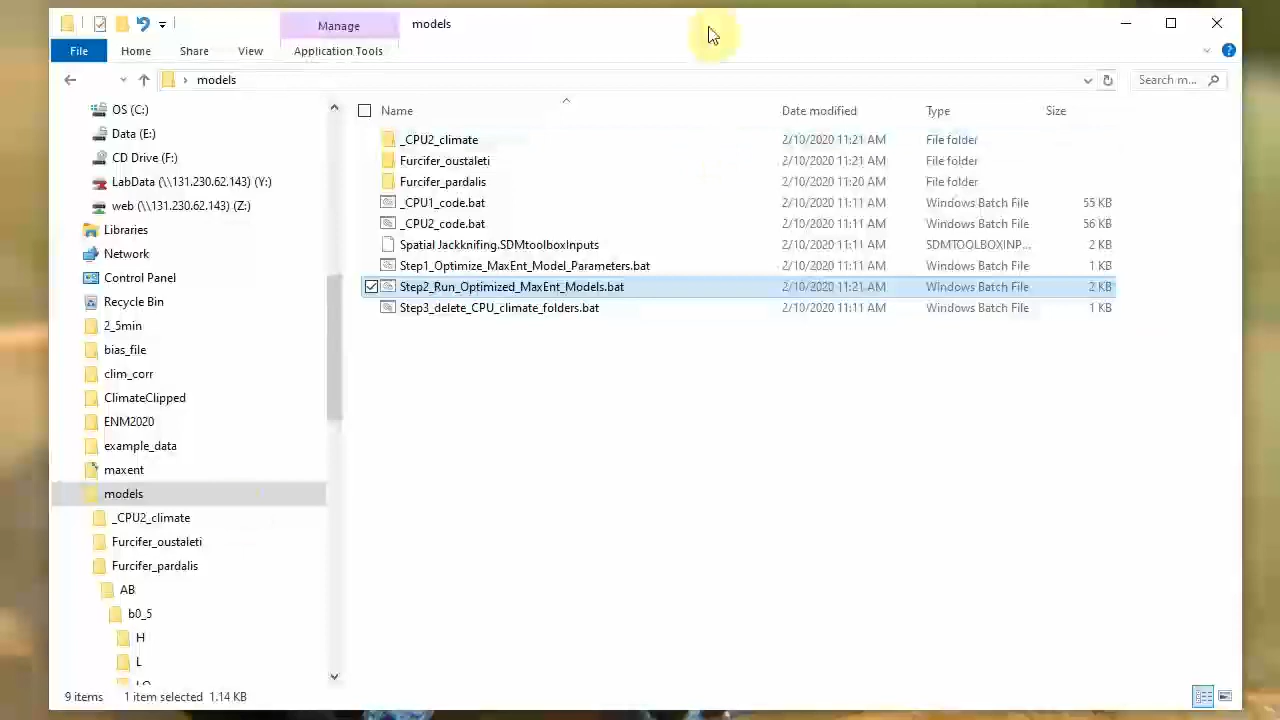 Manage
models
File
Home
Share
View
Application Tools
models
Search m...
OS (C:)
Data (E:)
CD Drive (F:)
LabData (\\131.230.62.143) (Y:)
web (\\131.230.62.143) (Z:)
Libraries
Network
Control Panel
Recycle Bin
2_5min
bias_file
clim_corr
ClimateClipped
ENM2020
example_data
maxent
models
_CPU2_climate
Furcifer_oustaleti
Furcifer_pardalis
AB
b0_5
H
L
Name Date modified Type Size
_CPU2_climate 2/10/2020 11:21 AM File folder
Furcifer_oustaleti 2/10/2020 11:21 AM File folder
Furcifer_pardalis 2/10/2020 11:20 AM File folder
_CPU1_code.bat 2/10/2020 11:11 AM Windows Batch File 55 KB
_CPU2_code.bat 2/10/2020 11:11 AM Windows Batch File 56 KB
Spatial Jackknifing.SDMtoolboxInputs 2/10/2020 11:11 AM SDMTOOLBOXINP... 2 KB
Step1_Optimize_MaxEnt_Model_Parameters.bat 2/10/2020 11:11 AM Windows Batch File 1 KB
Step2_Run_Optimized_MaxEnt_Models.bat 2/10/2020 11:21 AM Windows Batch File 2 KB
Step3_delete_CPU_climate_folders.bat 2/10/2020 11:11 AM Windows Batch File 1 KB
9 items 1 item selected 1.14 KB